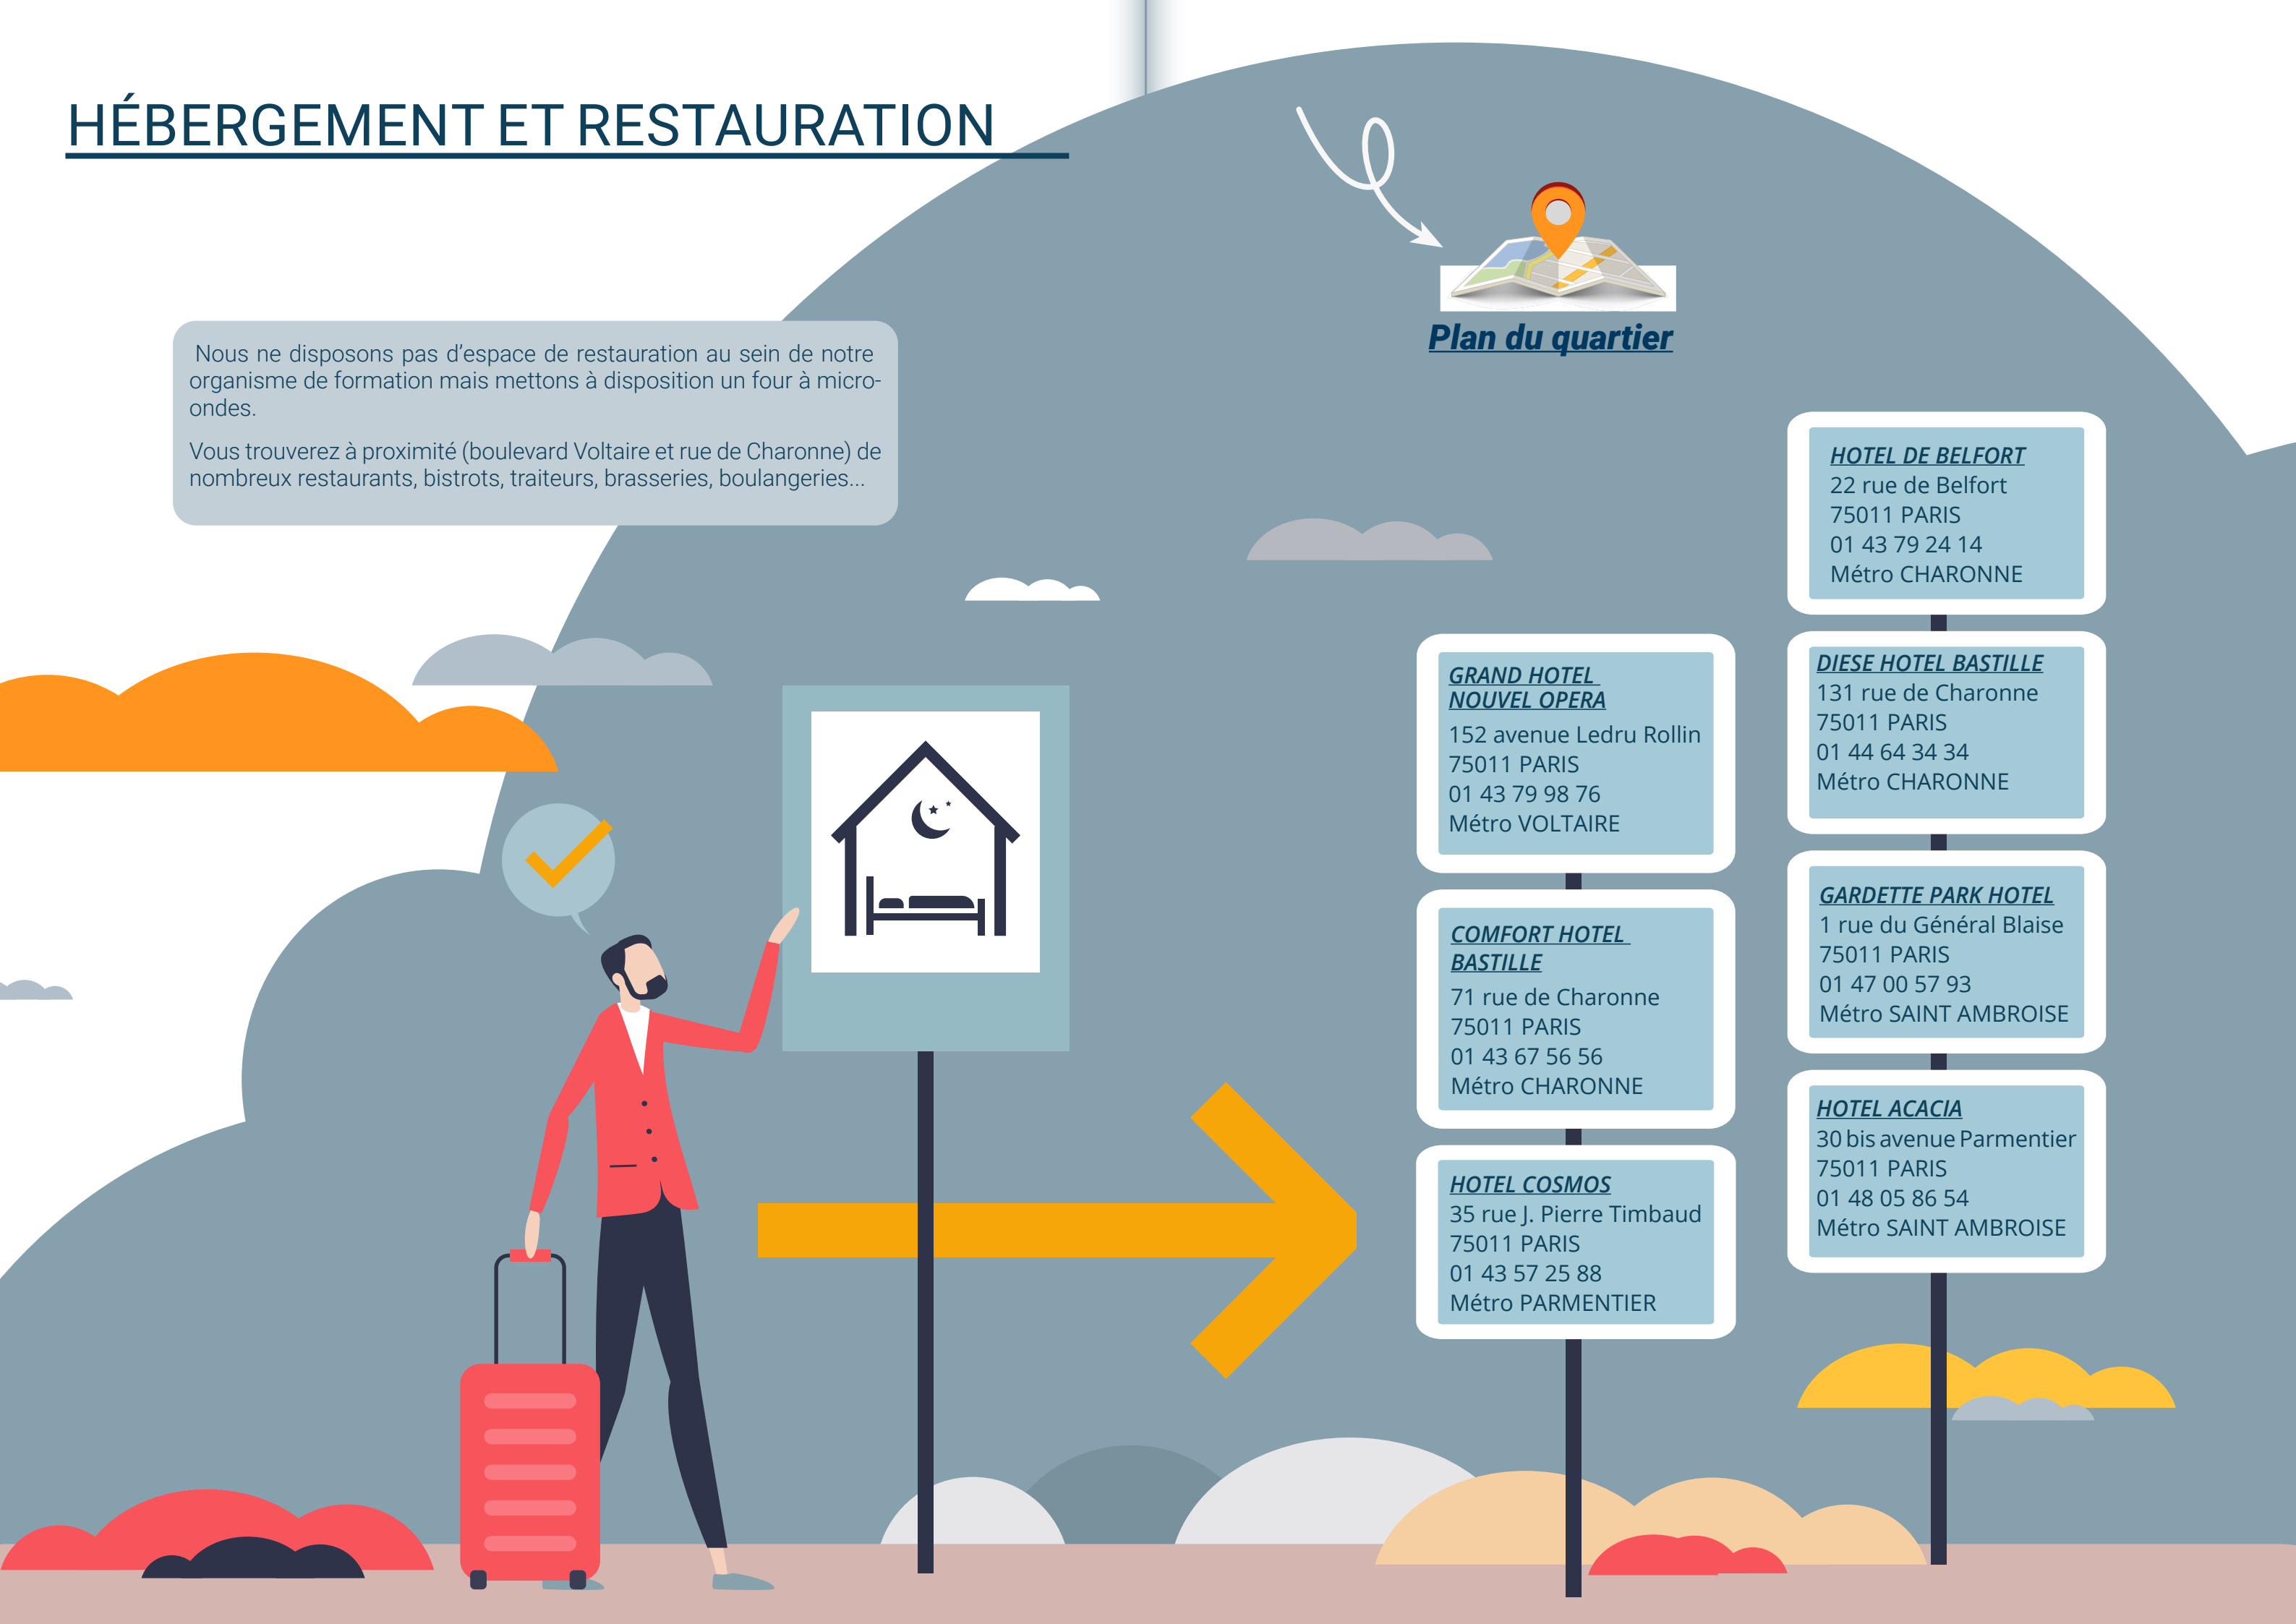 HÉBERGEMENT ET RESTAURATION
Nous ne disposons pas d’espace de restauration au sein de notre
organisme de formation mais mettons à disposition un four à micro-
ondes.
Vous trouverez à proximité (boulevard Voltaire et rue de Charonne) de
nombreux restaurants, bistrots, traiteurs, brasseries, boulangeries...
Plan du quartier
GRAND HOTEL
NOUVEL OPERA
152 avenue Ledru Rollin
75011 PARIS
01 43 79 98 76
Métro VOLTAIRE
COMFORT HOTEL
BASTILLE
71 rue de Charonne
75011 PARIS
01 43 67 56 56
Métro CHARONNE
HOTEL COSMOS
35 rue J. Pierre Timbaud
75011 PARIS
01 43 57 25 88
Métro PARMENTIER
HOTEL DE BELFORT
22 rue de Belfort
75011 PARIS
01 43 79 24 14
Métro CHARONNE
DIESE HOTEL BASTILLE
131 rue de Charonne
75011 PARIS
01 44 64 34 34
Métro CHARONNE
GARDETTE PARK HOTEL
1 rue du Général Blaise
75011 PARIS
01 47 00 57 93
Métro SAINT AMBROISE
HOTEL ACACIA
30 bis avenue Parmentier
75011 PARIS
01 48 05 86 54
Métro SAINT AMBROISE